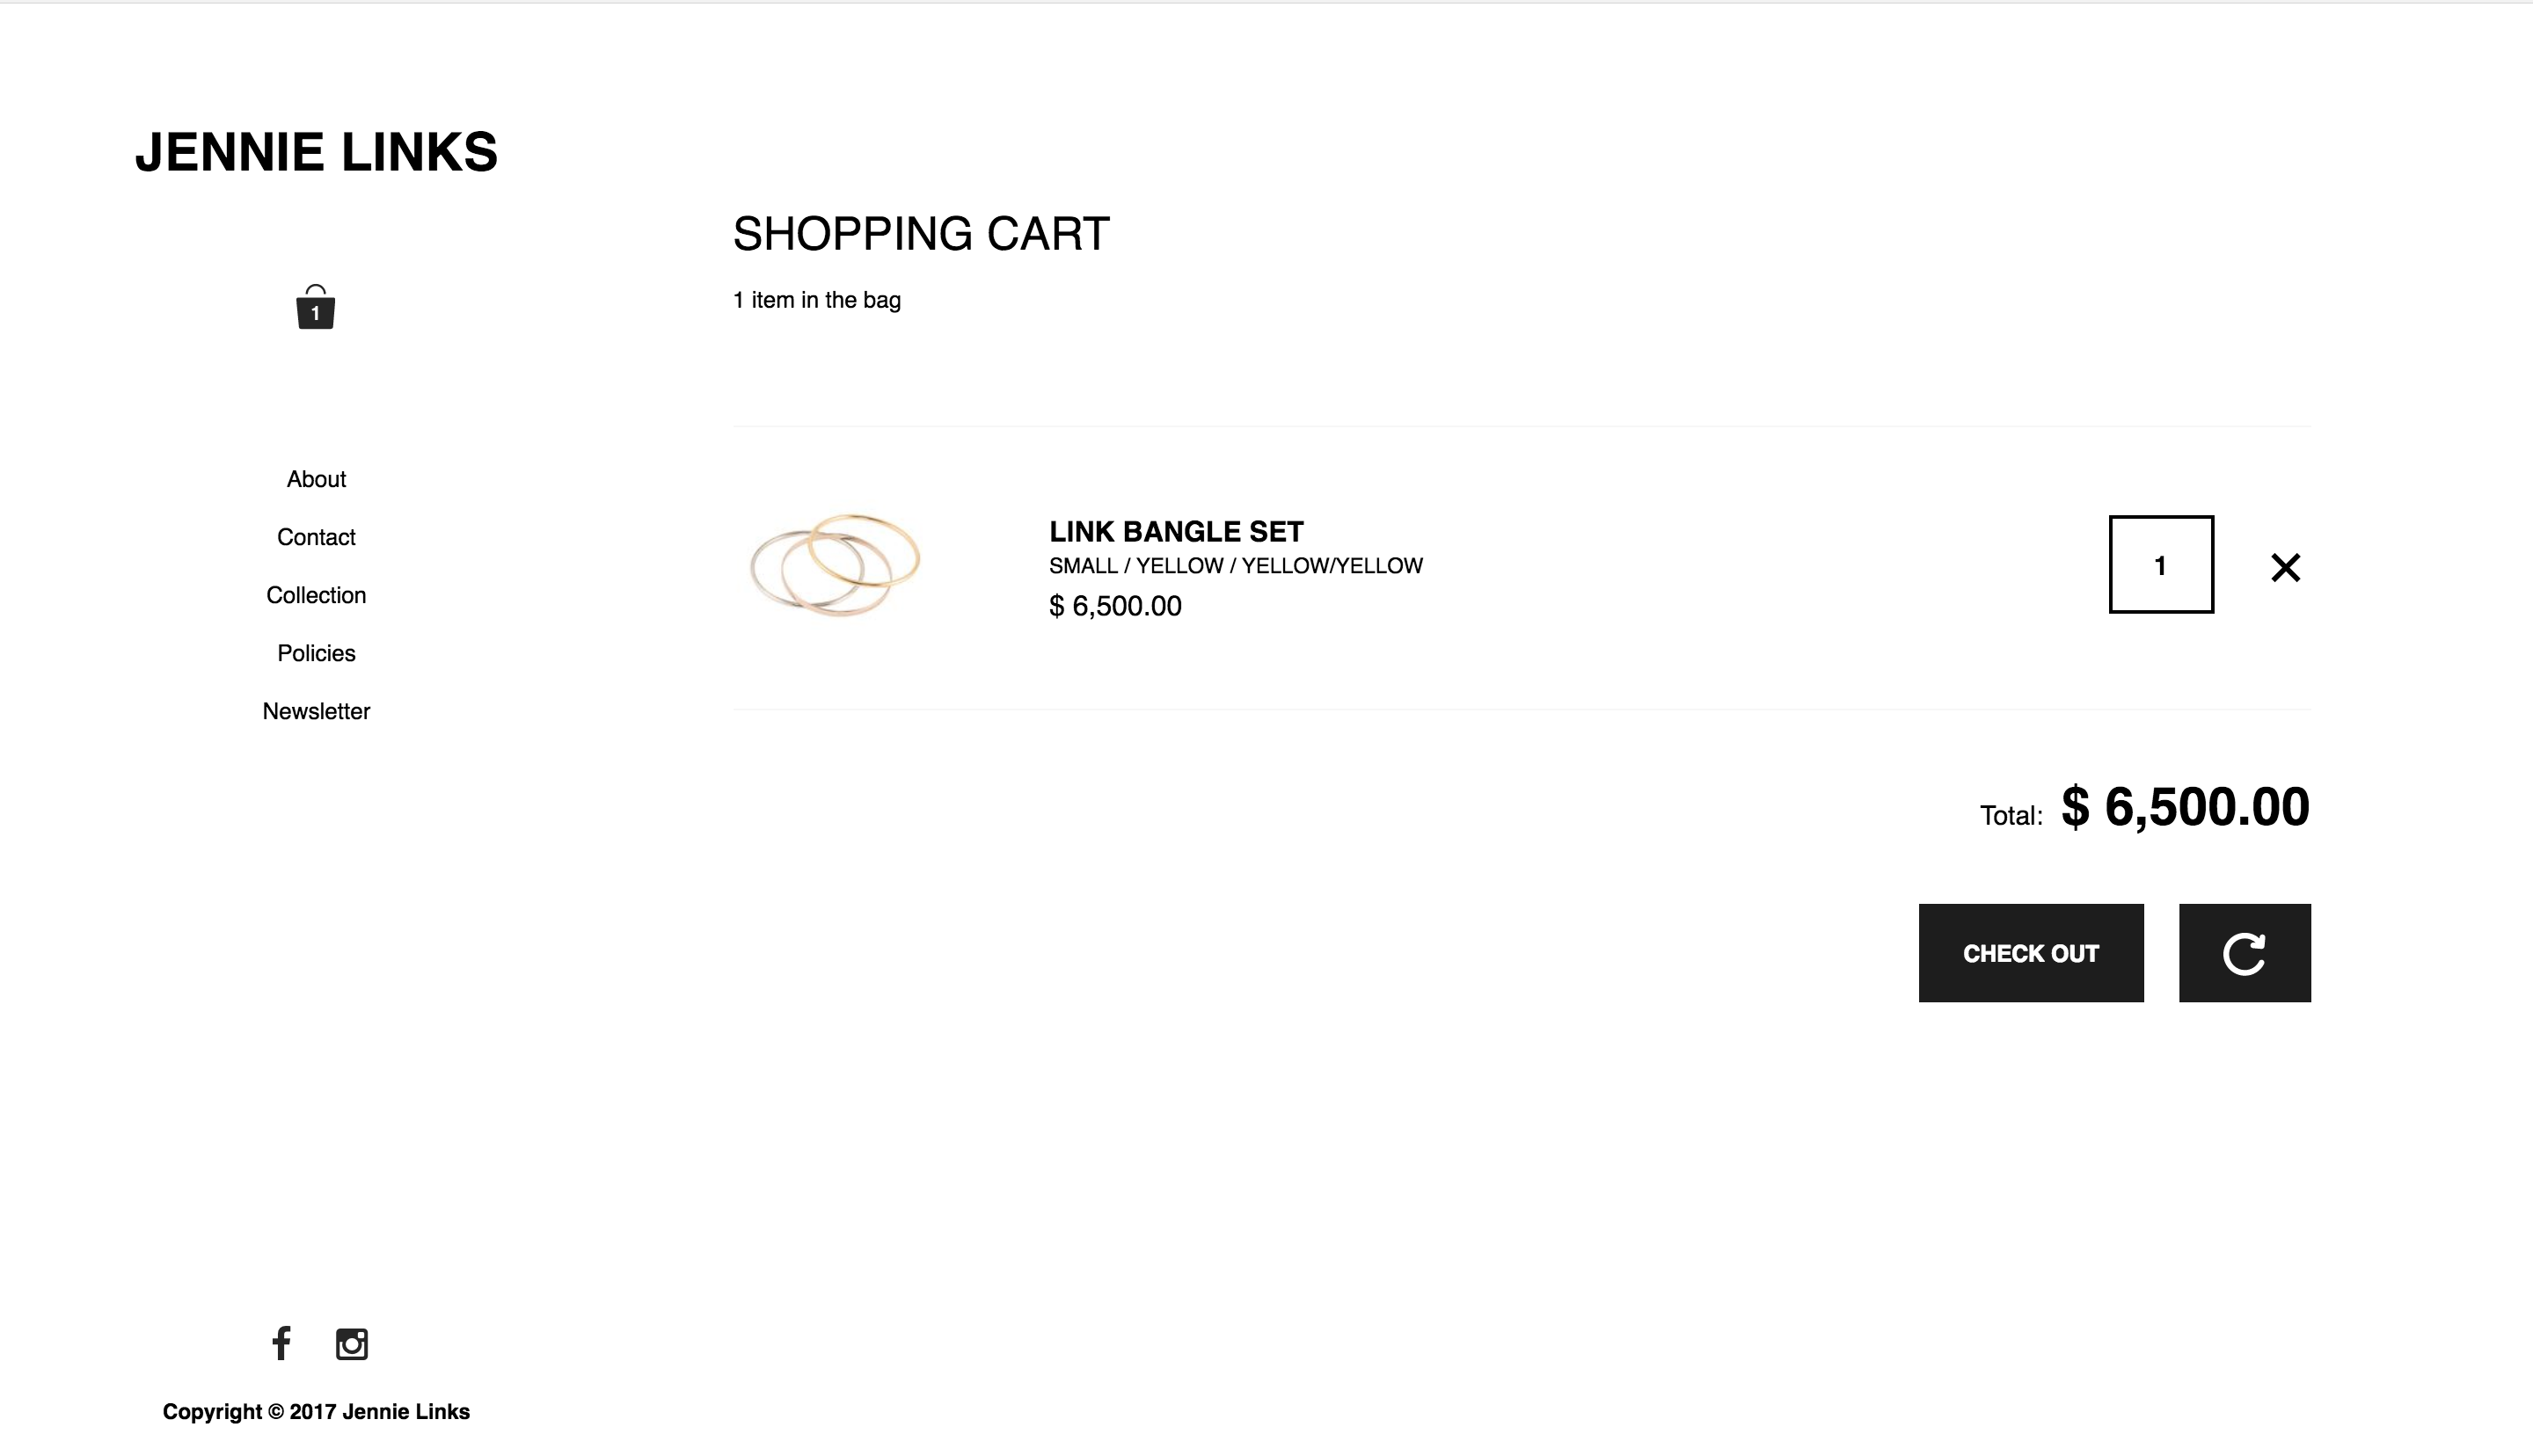 JENNIE LINKS
1
About
Contact
Collection
Policies
Newsletter
SHOPPING CART
1 item in the bag
LINK BANGLE SET
SMALL / YELLOW / YELLOW/YELLOW
$ 6,500.00
1
Total: $ 6,500.00
CHECK OUT
Copyright © 2017 Jennie Links